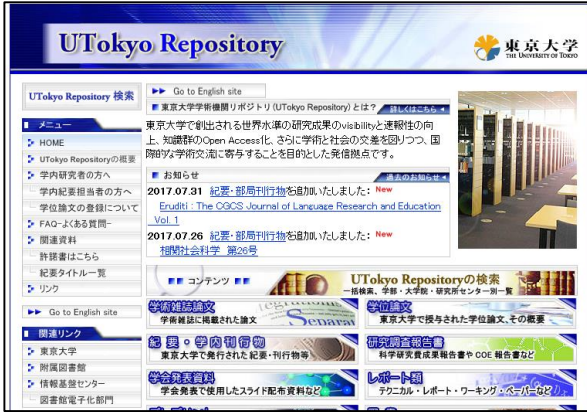 UTokyo Repository
東京大学
THE UNIVERSITY OF TOKYO
UTokyo Repository 検索
メニュー
HOME
UTokyo Repositoryの概要
学内研究者の方へ
学内紀要担当者の方へ
学位論文の登録について
FAQ-よくある質問-
関連資料
許諾書はこちら
紀要タイトル一覧
リンク
Go to English site
関連リンク
東京大学
附属図書館
情報基盤センター
図書館電子化部門
Go to English site
東京大学学術機関リポジトリ(UTokyo Repository)とは?
詳しくはこちら
東京大学で創出される世界水準の研究成果のvisibilityと速報性の向
上、知識群のOpen Access化、さらに学術と社会の交差を図りつつ、国
際的な学術交流に寄与することを目的とした発信拠点です。
お知らせ
過去のお知らせ
2017.07.31 紀要・部局刊行物を追加いたしました: New
Eruditi : The CGCS Journal of Language Research and Education
Vol. 1
2017.07.26 紀要・部局刊行物を追加いたしました: New
相関社会科学 第26号
コンテンツ
UTokyo Repositoryの検索
一括検索、学部・大学院・研究所センター別一覧
学術雑誌論文
学術雑誌に掲載された論文
学位論文
東京大学で授与された学位論文、その概要
紀要・学内刊行物
東京大学で発行された紀要・刊行物等
研究調査報告書
科学研究費成果報告書や COE 報告書など
学会発表資料
学会発表で使用したスライド配布資料など
レポート類
テクニカル・レポート・ワーキング・ペーパーなど